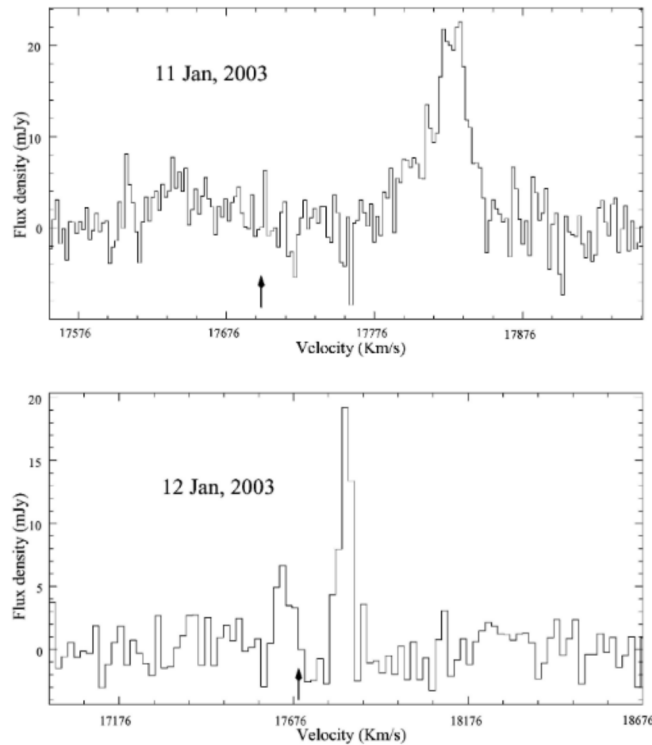 20
11 Jan, 2003
10
Flux density (mJy)
0
17576 17676 17776 17876
Velocity (Km/s)
20
15
12 Jan, 2003
10
Flux density (mJy)
5
0
17176 17676 18176 18676
Velocity (Km/s)